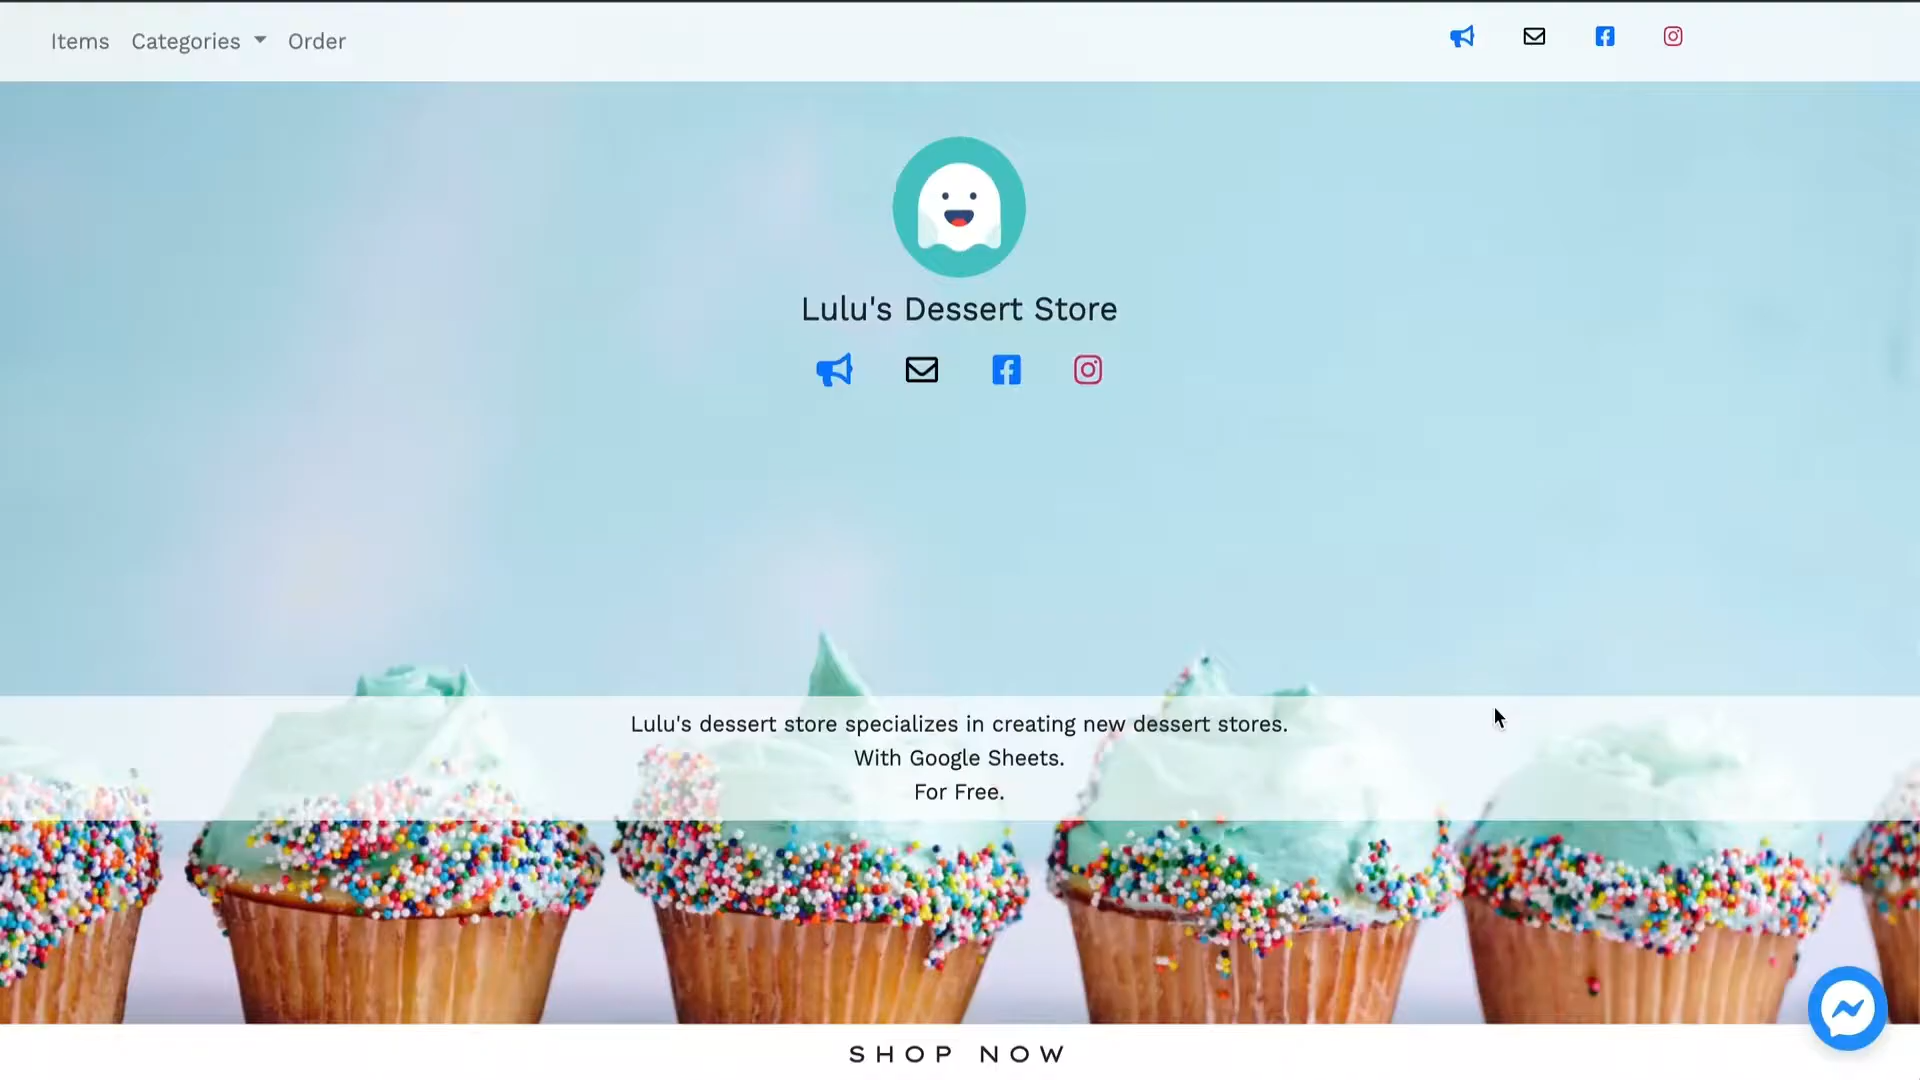 Items Categories Order
Lulu's Dessert Store
Lulu's dessert store specializes in creating new dessert stores.
With Google Sheets.
For Free.
SHOP NOW